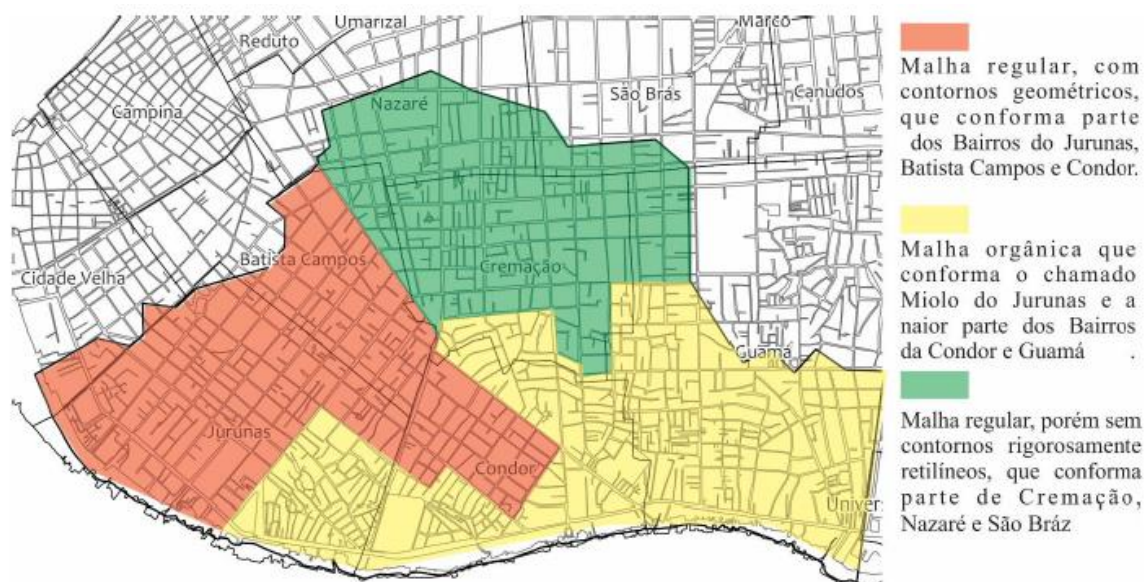 Umarizal
Marco
Reduto
Nazaré
São Brás
Canudos
Campina
Batista Campos
Cremação
Cidade Velha
Guamá
Jurunas
Condor
Univers
Malha regular, com
contornos geométricos,
que conforma parte
dos Bairros do Jurunas,
Batista Campos e Condor.
Malha orgânica que
conforma o chamado
Miolo do Jurunas e a
naior parte dos Bairros
da Condor e Guamá .
Malha regular, porém sem
contornos rigorosamente
retilíneos, que conforma
parte de Cremação,
Nazaré e São Bráz